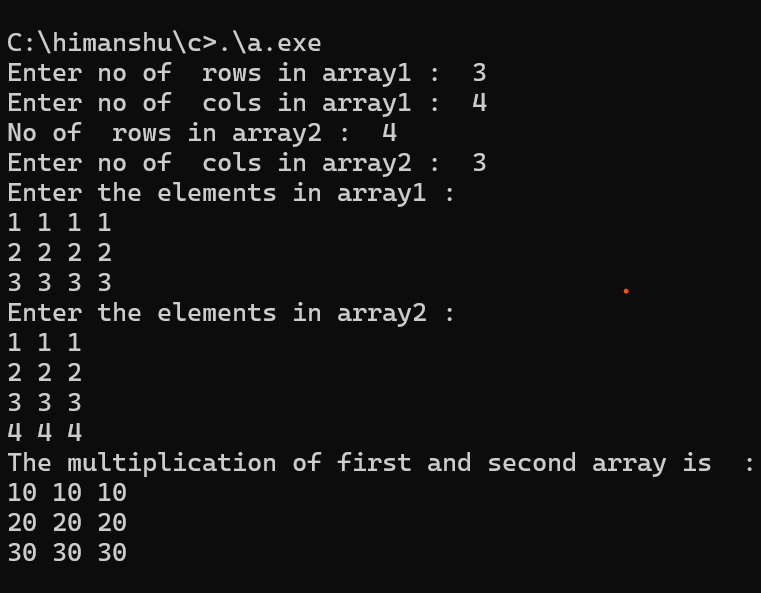 C:\himanshu\c>.\a.exe
Enter no of  rows in array1 :  3
Enter no of  cols in array1 :  4
No of  rows in array2 :  4
Enter no of  cols in array2 :  3
Enter the elements in array1 :
1 1 1 1
2 2 2 2
3 3 3 3
Enter the elements in array2 :
1 1 1
2 2 2
3 3 3
4 4 4
The multiplication of first and second array is  :
10 10 10
20 20 20
30 30 30